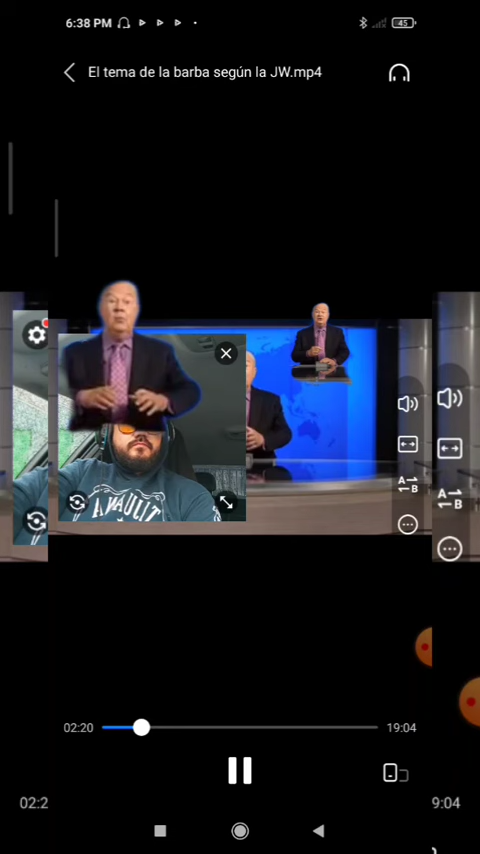 6:38 PM
45
El tema de la barba según la JW.mp4
A
B
A
B
02:20
19:04
02:2
9:04